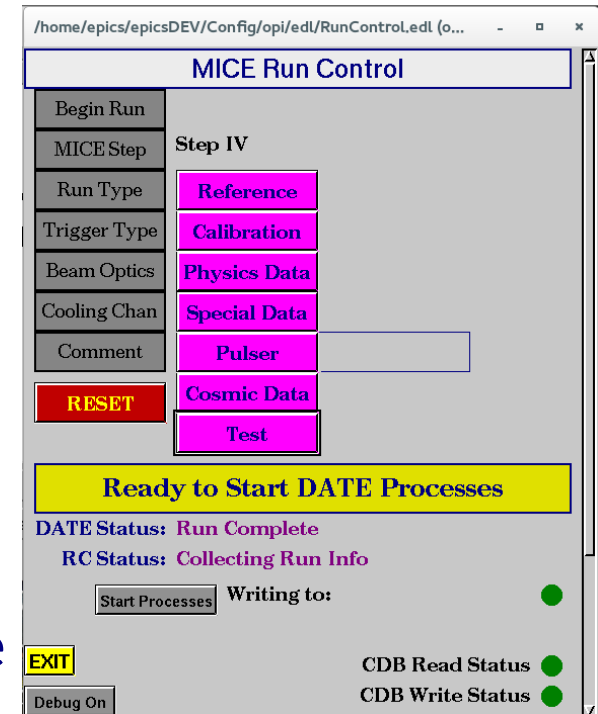 /home/epics/epicsDEV/Config/opi/edl/RunControl.edl (o...
MICE Run Control
Begin Run
MICE Step Step IV
Run Type Reference
Trigger Type Calibration
Beam Optics Physics Data
Cooling Chan Special Data
Comment Pulser
RESET Cosmic Data
Test
Ready to Start DATE Processes
DATE Status: Run Complete
RC Status: Collecting Run Info
Start Processes Writing to:
e
EXIT CDB Read Status
Debug On CDB Write Status